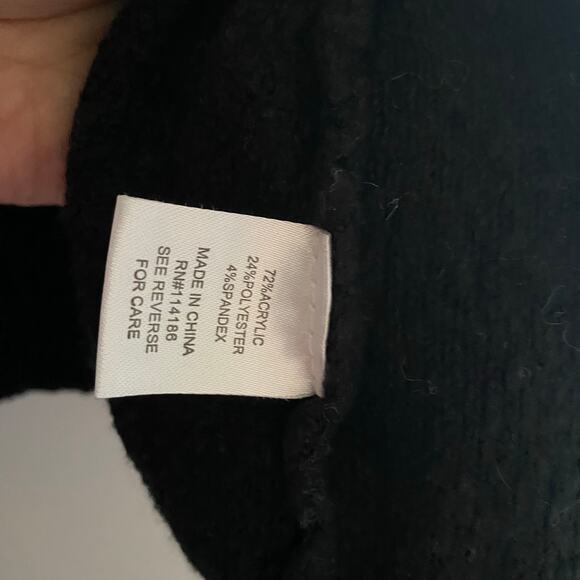 72%ACRYLIC
24%POLYESTER
4%SPANDEX
MADE IN CHINA
RN#114186
SEE REVERSE
FOR CARE